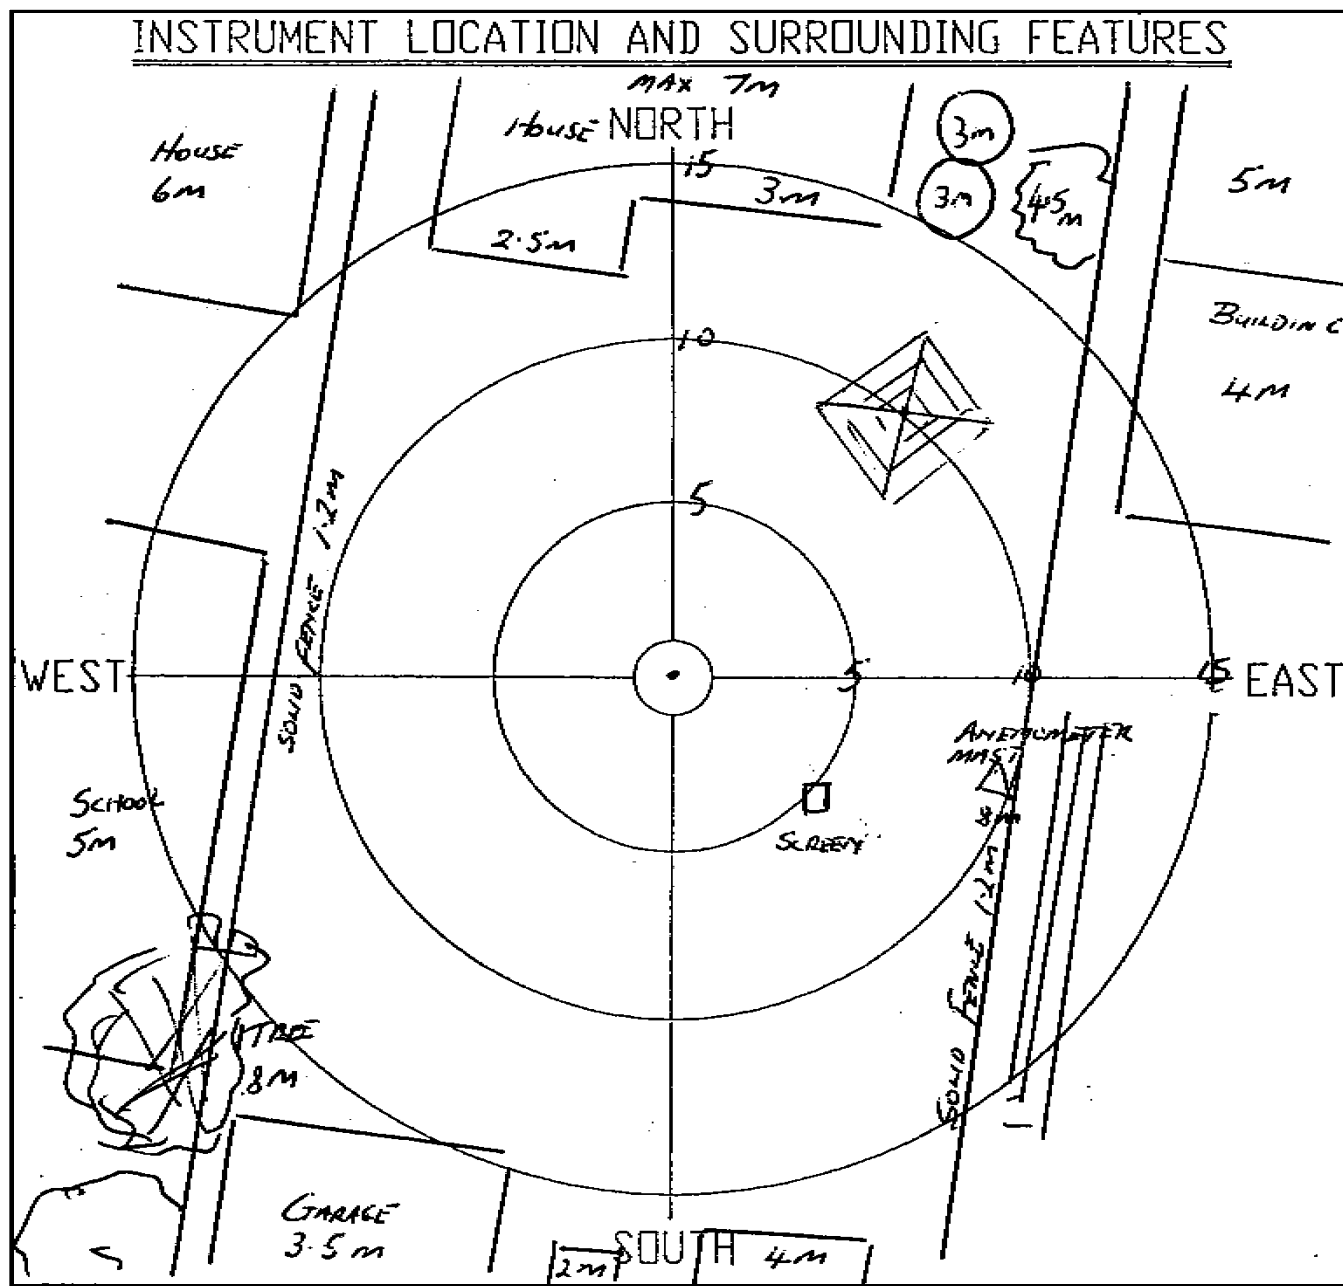 INSTRUMENT LOCATION AND SURROUNDING FEATURES
MAX 7M
HOUSE NORTH
HOUSE
6M
15
3M
2.5M
3m
3m
4.5
M
5M
BUILDING
4M
10
5
SOLID FENCE 1.2M
WEST
5
10
15
EAST
ANEMOMETER
MAST
8m
SCREEN
SCHOOL
5M
SOLID FENCE 1.2M
TREE
8M
GARAGE
3.5M
2m
SOUTH
4m